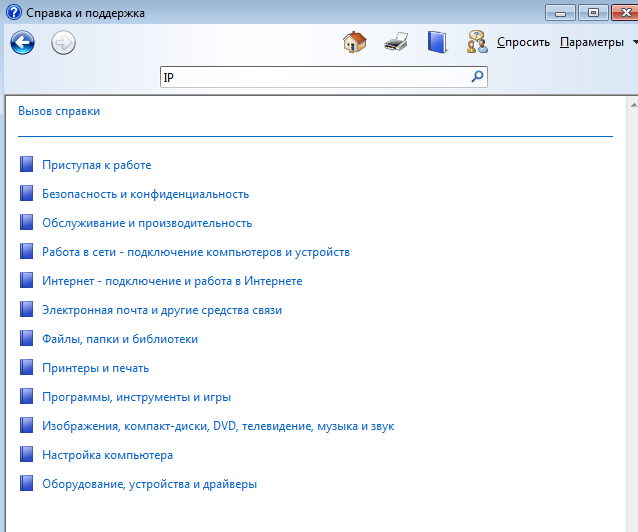 Справка и поддержка
Спросить Параметры
IP
Вызов справки
Приступая к работе
Безопасность и конфиденциальность
Обслуживание и производительность
Работа в сети - подключение компьютеров и устройств
Интернет - подключение и работа в Интернете
Электронная почта и другие средства связи
Файлы, папки и библиотеки
Принтеры и печать
Программы, инструменты и игры
Изображения, компакт-диски, DVD, телевидение, музыка и звук
Настройка компьютера
Оборудование, устройства и драйверы